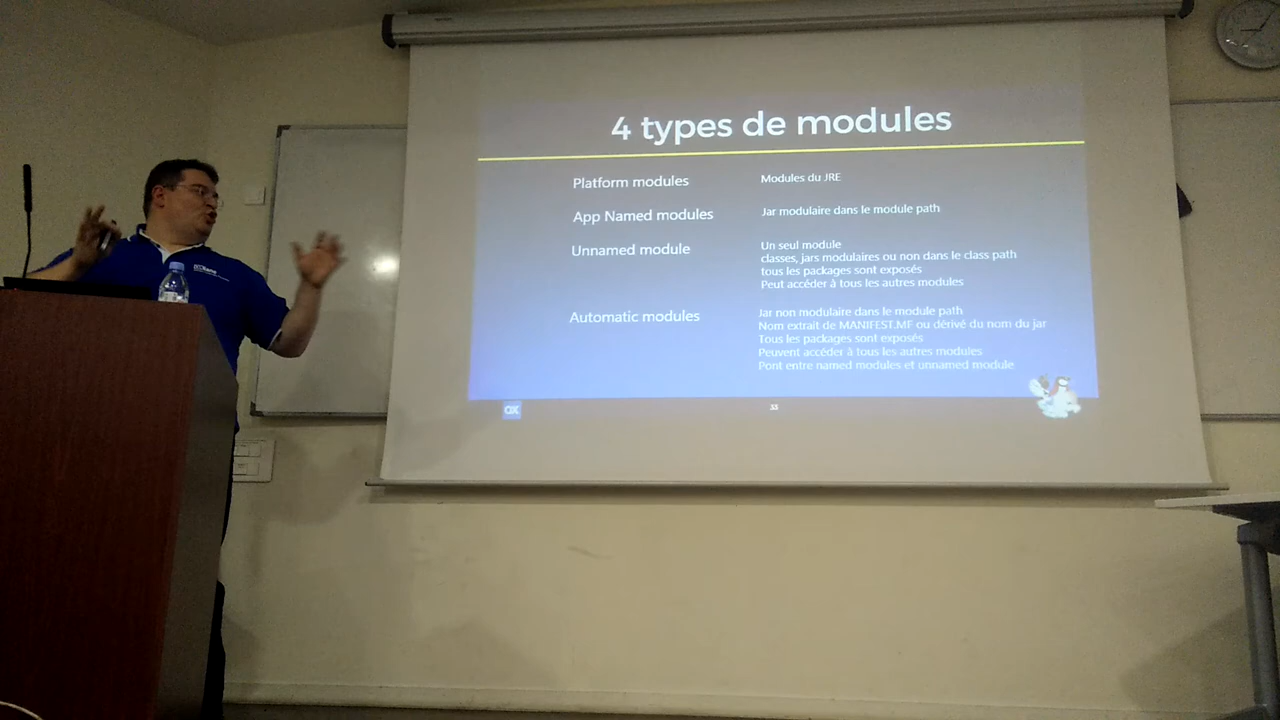 4 types de modules
Platform modules
Modules du JRE
App Named modules
Jar modulaire dans le module path
Unnamed module
Un seul module
classes, jars modulaires ou non dans le class path
tous les packages sont exposés
Peut accéder à tous les autres modules
Automatic modules
Jar non modulaire dans le module path
Nom extrait de MANIFEST.MF ou dérivé du nom du jar
Tous les packages sont exposés
Peuvent accéder à tous les autres modules
Pont entre named modules et unnamed module
ox